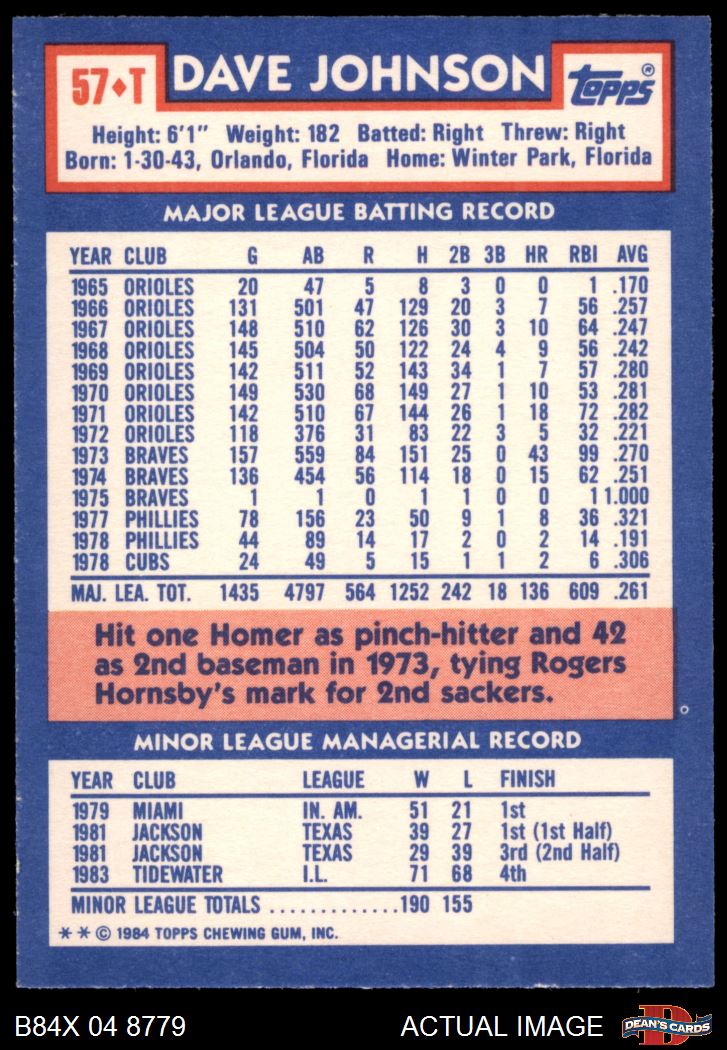 57♦T DAVE JOHNSON topps®
Height: 6'1" Weight: 182 Batted: Right Threw: Right
Born: 1-30-43, Orlando, Florida Home: Winter Park, Florida
MAJOR LEAGUE BATTING RECORD
YEAR CLUB G AB R H 2B 3B HR RBI AVG
1965 ORIOLES 20 47 5 8 3 0 0 1 .170
1966 ORIOLES 131 501 47 129 20 3 7 56 .257
1967 ORIOLES 148 510 62 126 30 3 10 64 .247
1968 ORIOLES 145 504 50 122 24 4 9 56 .242
1969 ORIOLES 142 511 52 143 34 1 7 57 .280
1970 ORIOLES 149 530 68 149 27 1 10 53 .281
1971 ORIOLES 142 510 67 144 26 1 18 72 .282
1972 ORIOLES 118 376 31 83 22 3 5 32 .221
1973 BRAVES 157 559 84 151 25 0 43 99 .270
1974 BRAVES 136 454 56 114 18 0 15 62 .251
1975 BRAVES 1 1 0 1 1 0 0 1 1.000
1977 PHILLIES 78 156 23 50 9 1 8 36 .321
1978 PHILLIES 44 89 14 17 2 0 2 14 .191
1978 CUBS 24 49 5 15 1 1 2 6 .306
MAJ. LEA. TOT. 1435 4797 564 1252 242 18 136 609 .261
Hit one Homer as pinch-hitter and 42
as 2nd baseman in 1973, tying Rogers
Hornsby's mark for 2nd sackers.
MINOR LEAGUE MANAGERIAL RECORD
YEAR CLUB LEAGUE W L FINISH
1979 MIAMI IN. AM. 51 21 1st
1981 JACKSON TEXAS 39 27 1st (1st Half)
1981 JACKSON TEXAS 29 39 3rd (2nd Half)
1983 TIDEWATER I.L. 71 68 4th
MINOR LEAGUE TOTALS .............190 155
* * © 1984 TOPPS CHEWING GUM, INC.
B84X 04 8779 ACTUAL IMAGE D DEAN'S CARDS